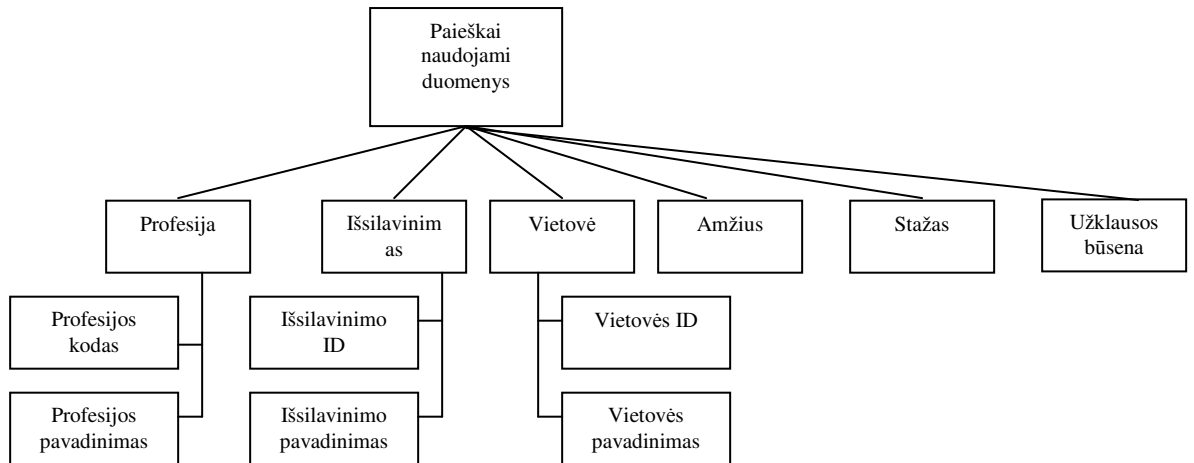 Paieškai
naudojami
duomenys
Profesija
Išsilavinim
as
Vietovė
Amžius
Stažas
Užklausos
būsena
Profesijos
kodas
Išsilavinimo
ID
Vietovės ID
Profesijos
pavadinimas
Išsilavinimo
pavadinimas
Vietovės
pavadinimas